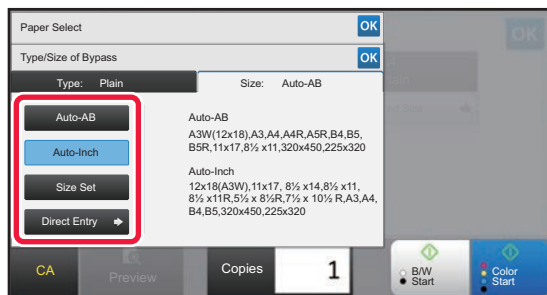 Paper Select
OK
OK
Type/Size of Bypass
OK
Type: Plain
Size: Auto-AB
Auto-AB
Auto-Inch
Size Set
Direct Entry
Auto-AB
A3W(12x18),A3,A4,A4R,A5R,B4,B5,
B5R,11x17,8½ x11,320x450,225x320
Auto-Inch
12x18(A3W),11x17, 8½ x14,8½ x11,
8½ x11R,5½ x 8½R,7½ x 10½ R,A3,A4,
B4,B5,320x450,225x320
CA
Preview
Copies
1
B/W
Start
Color
Start